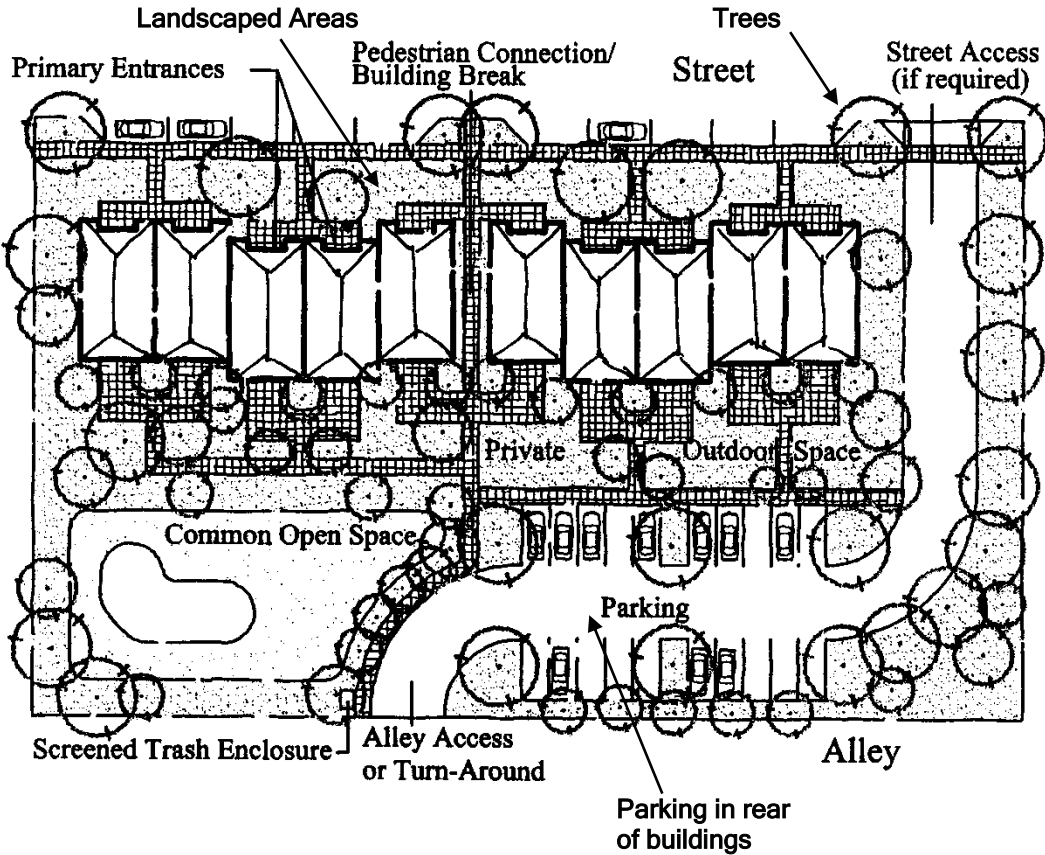 Landscaped Areas
Trees
Primary Entrances
Pedestrian Connection/
Building Break
Street
Street Access
(if required)
Private
Outdoor Space
Common Open Space
Parking
Screened Trash Enclosure
Alley Access
or Turn-Around
Alley
Parking in rear
of buildings